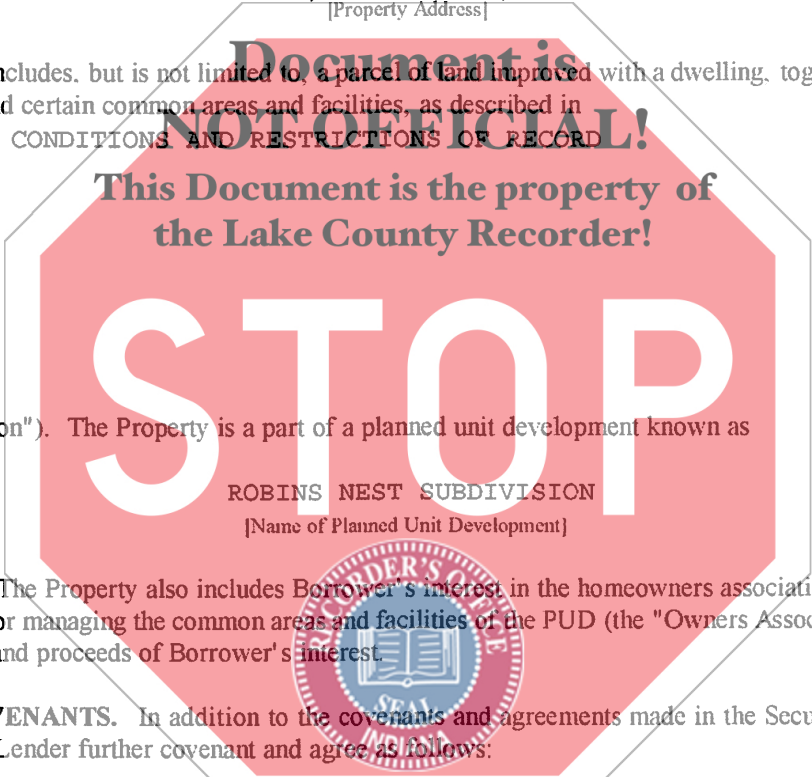 [Property Address]
Document is
ncludes, but is not limited to, a parcel of land improved with a dwelling, tog
d certain common areas and facilities, as described in
NOT OFFICIAL!
CONDITIONS AND RESTRICTIONS OF RECORD
This Document is the property of
the Lake County Recorder!
STOP
on"). The Property is a part of a planned unit development known as
ROBINS NEST SUBDIVISION
[Name of Planned Unit Development]
The Property also includes Borrower's interest in the homeowners associati
or managing the common areas and facilities of the PUD (the "Owners Assoc
nd proceeds of Borrower's interest.
RECORDER'S OFFICE
SEAL
INDIANA
VENANTS. In addition to the covenants and agreements made in the Secu
Lender further covenant and agree as follows: